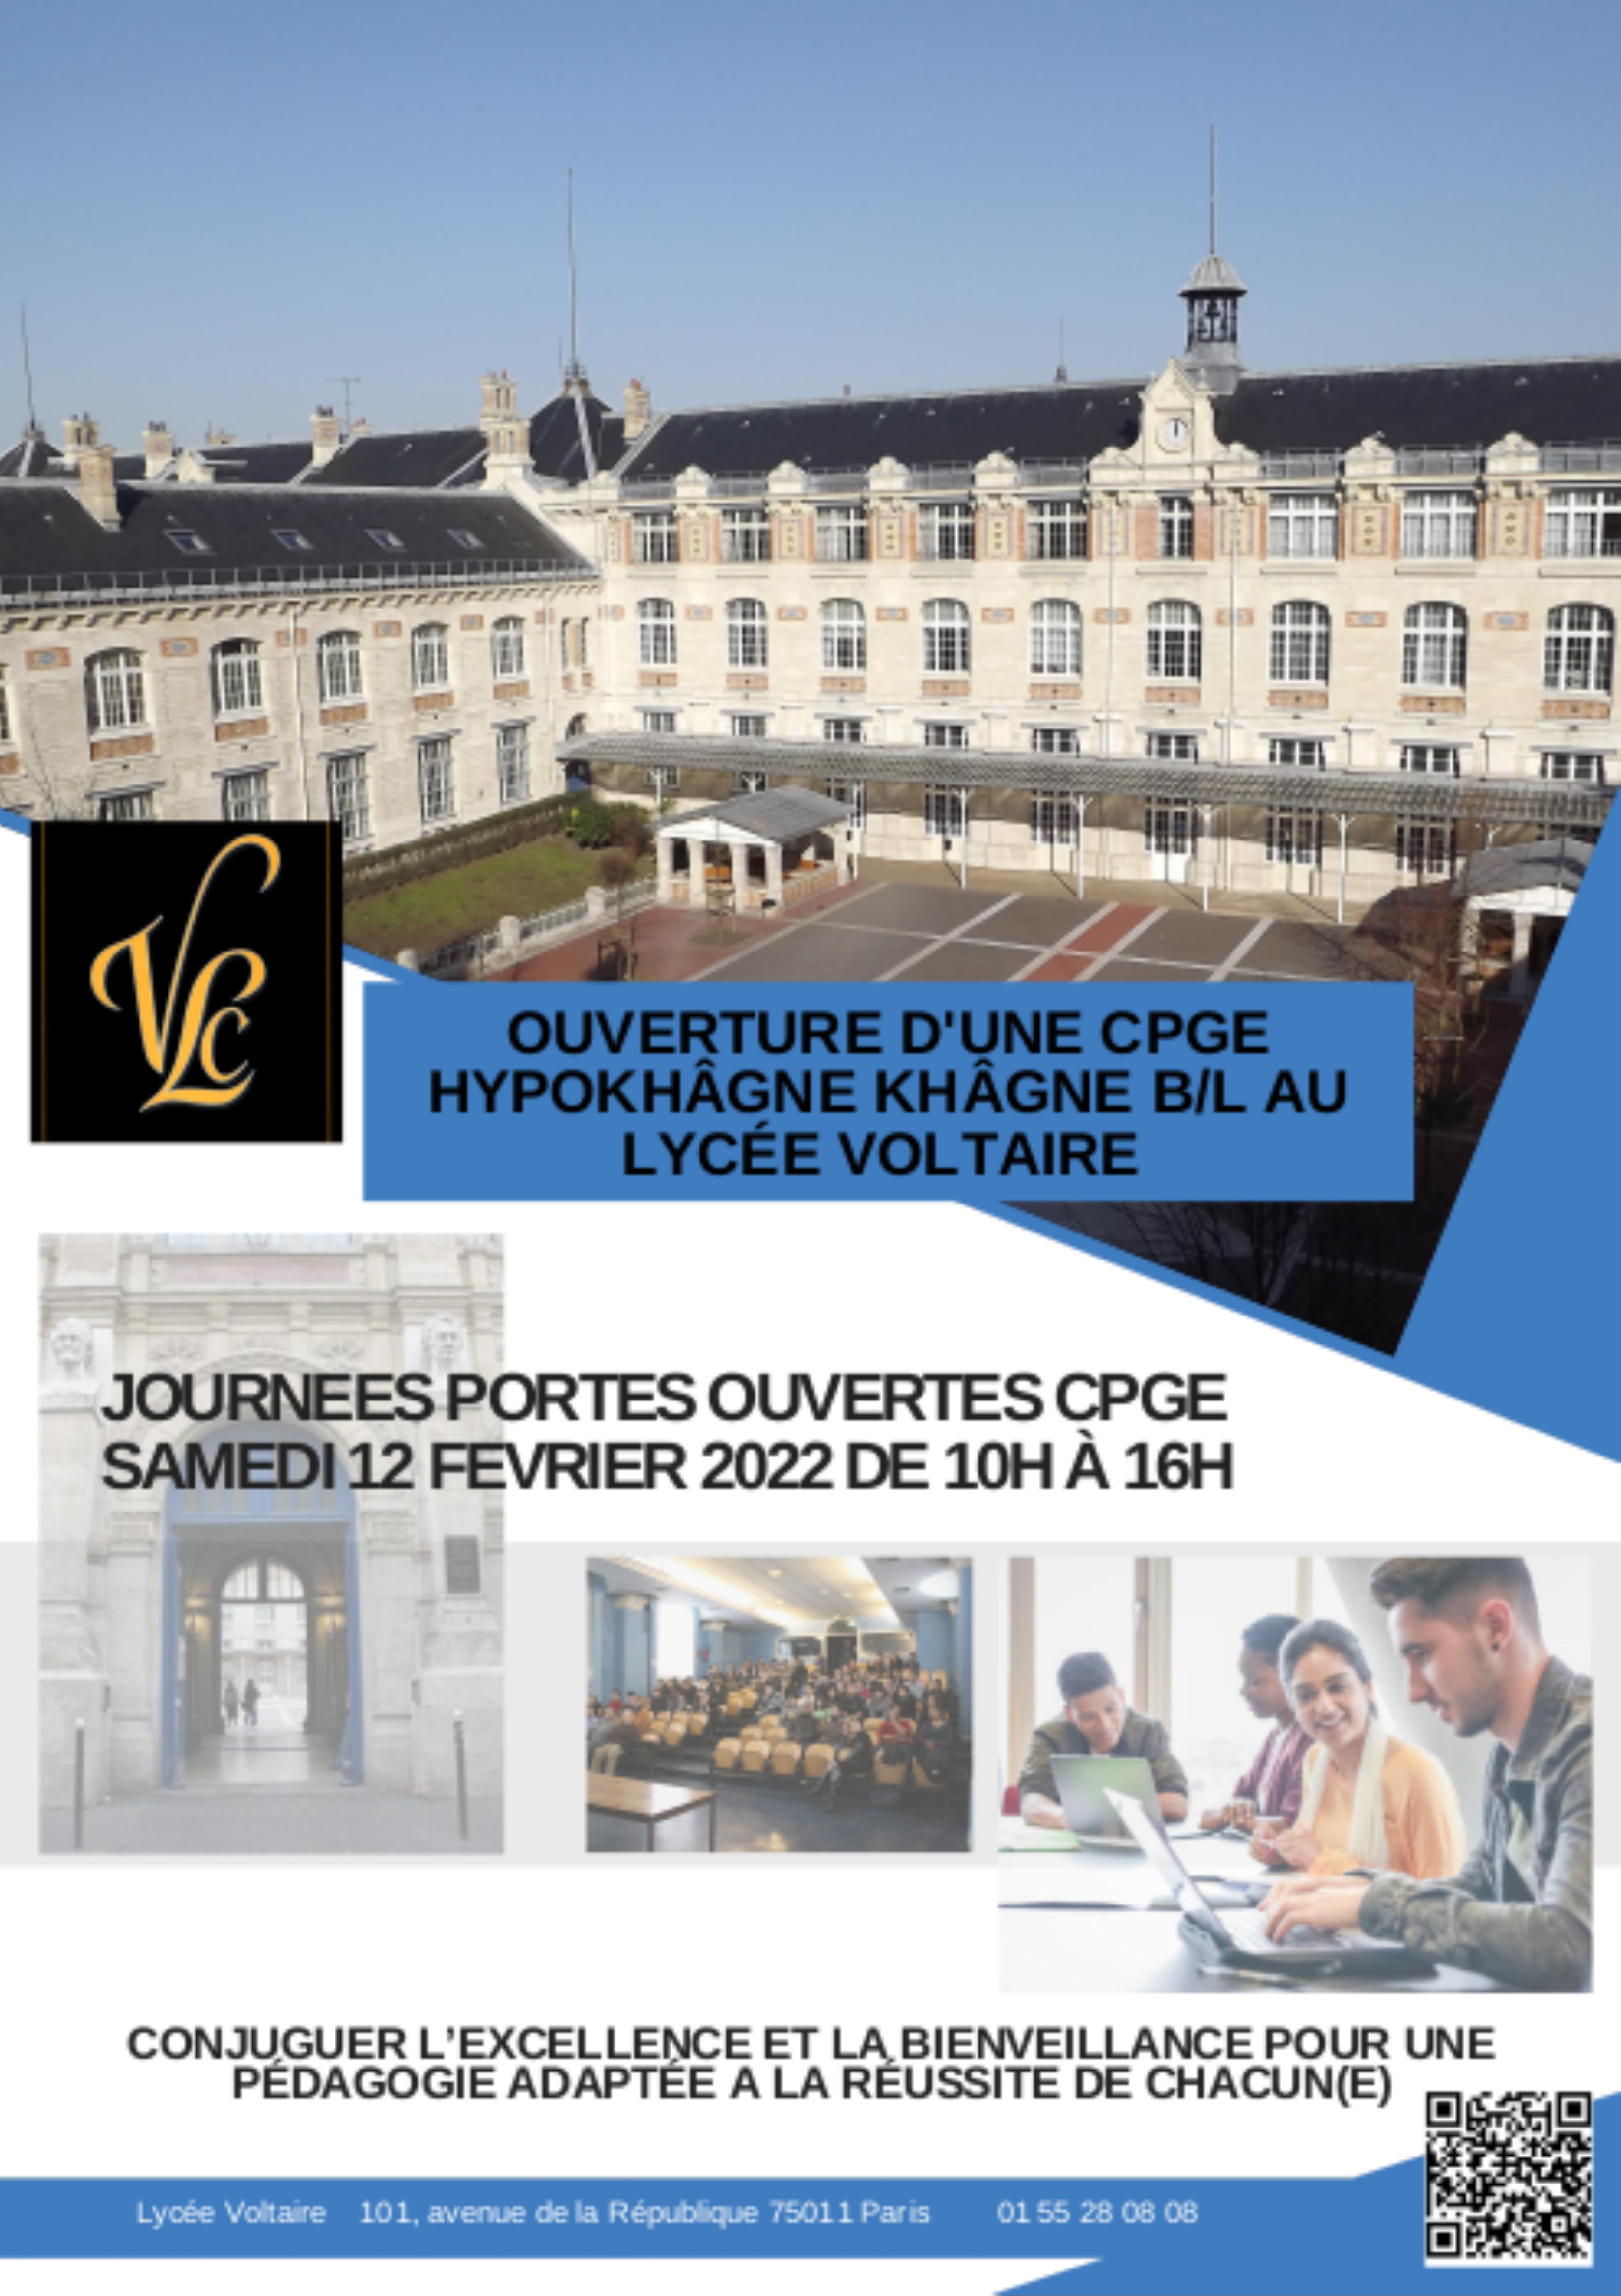 VLC
OUVERTURE D'UNE CPGE
HYPOKHÂGNE KHÂGNE B/L AU
LYCÉE VOLTAIRE
JOURNEES PORTES OUVERTES CPGE
SAMEDI 12 FEVRIER 2022 DE 10H À 16H
CONJUGUER L’EXCELLENCE ET LA BIENVEILLANCE POUR UNE
PÉDAGOGIE ADAPTÉE A LA RÉUSSITE DE CHACUN(E)
Lycée Voltaire 101, avenue de la République 75011 Paris 01 55 28 08 08